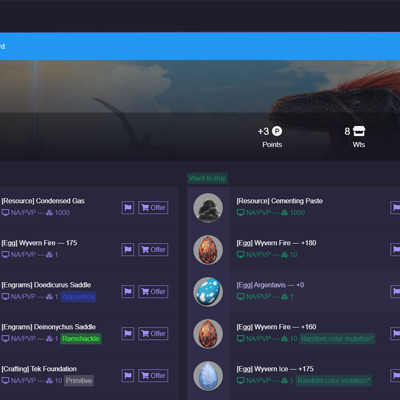 rd.
+3 P
Points
8
Wts
[Resource] Condensed Gas
NA/PVP — 1000
Offer
[Egg] Wyvern Fire — 175
NA/PVP — 1
Offer
[Engrams] Doedicurus Saddle
NA/PVP — 1 Apprentice
Offer
[Engrams] Deinonychus Saddle
NA/PVP — 1 Ramshackle
Offer
[Crafting] Tek Foundation
NA/PVP — 10 Primitive
Offer
Want to Buy
[Resource] Cementing Paste
NA/PVP — 1000
[Egg] Wyvern Fire — +180
NA/PVP — 10
[Egg] Argentavis — +0
NA/PVP — 1
[Egg] Wyvern Fire — +160
NA/PVP — 10 Random color mutation*
[Egg] Wyvern Ice — +175
NA/PVP — 5 Random color mutation*